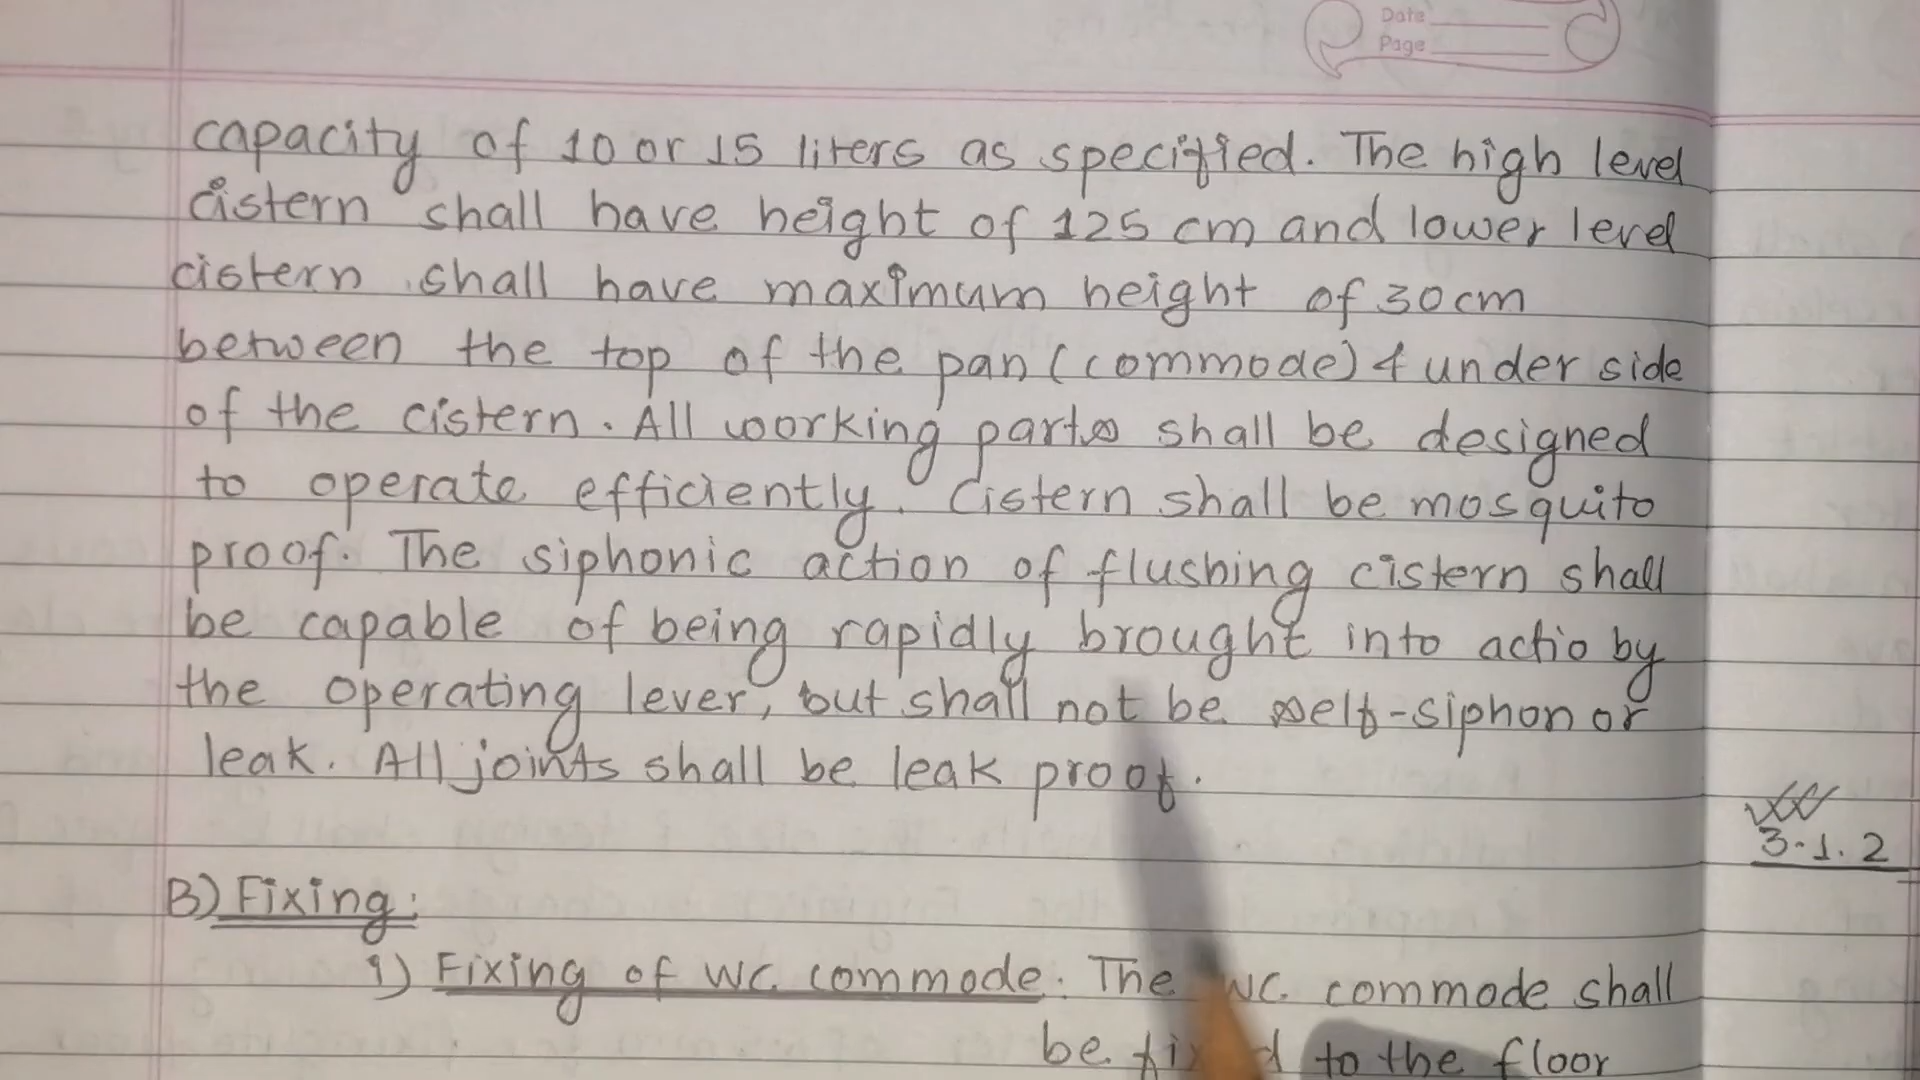 Date
Page
capacity of 10 or 15 liters as specified. The high level
cistern shall have height of 125 cm and lower level
cistern shall have maximum height of 30 cm
between the top of the pan (commode) & under side
of the cistern. All working parts shall be designed
to operate efficiently. Cistern shall be mosquito
proof. The siphonic action of flushing cistern shall
be capable of being rapidly brought into actio by
the operating lever, but shall not be self-siphon or
leak. All joints shall be leak proof.
3.1.2
B) Fixing:
1) Fixing of WC commode: The WC commode shall
be fixed to the floor